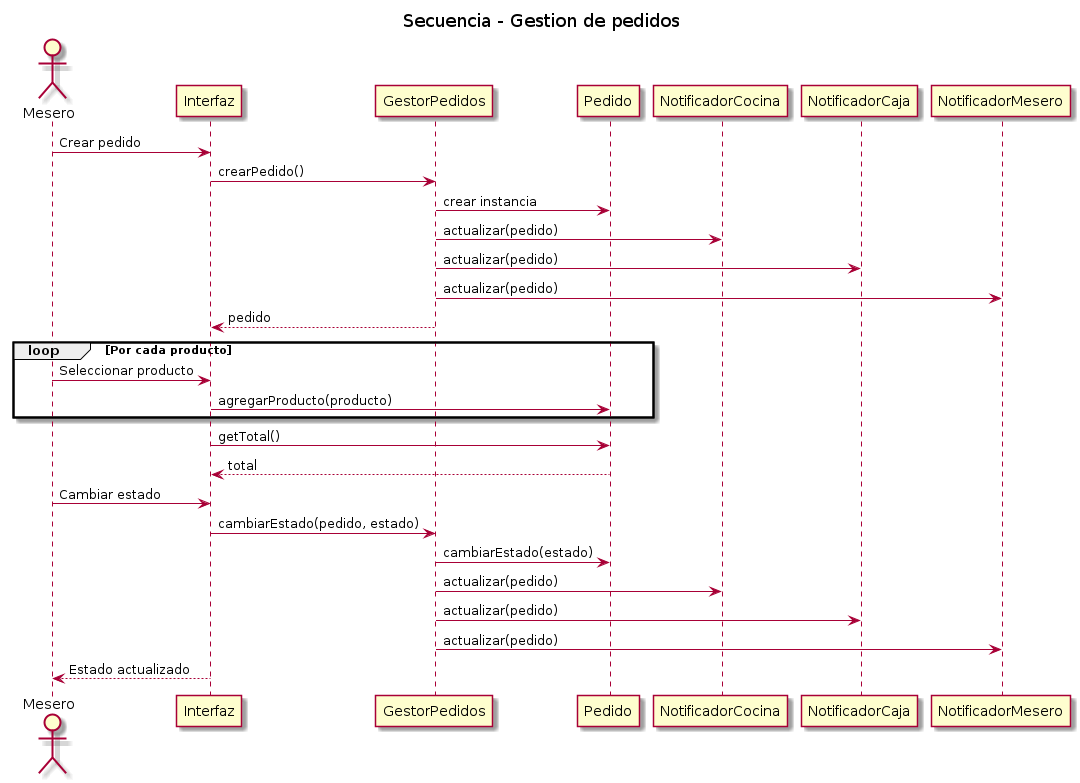 Secuencia - Gestion de pedidos
Mesero
Interfaz
GestorPedidos
Pedido
NotificadorCocina
NotificadorCaja
NotificadorMesero
Crear pedido
crearPedido()
crear instancia
actualizar(pedido)
actualizar(pedido)
actualizar(pedido)
pedido
loop [Por cada producto]
Seleccionar producto
agregarProducto(producto)
getTotal()
total
Cambiar estado
cambiarEstado(pedido, estado)
cambiarEstado(estado)
actualizar(pedido)
actualizar(pedido)
actualizar(pedido)
Estado actualizado
Mesero
Interfaz
GestorPedidos
Pedido
NotificadorCocina
NotificadorCaja
NotificadorMesero